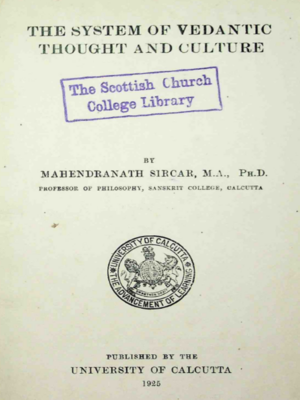 THE SYSTEM OF VEDANTIC
THOUGHT AND CULTURE
The Scottish Church
College Library
BY
MAHENDRANATH SIRCAR, M.A., PH.D.
PROFESSOR OF PHILOSOPHY, SANSKRIT COLLEGE, CALCUTTA
UNIVERSITY OF CALCUTTA
THE ADVANCEMENT OF LEARNING
PUBLISHED BY THE
UNIVERSITY OF CALCUTTA
1925